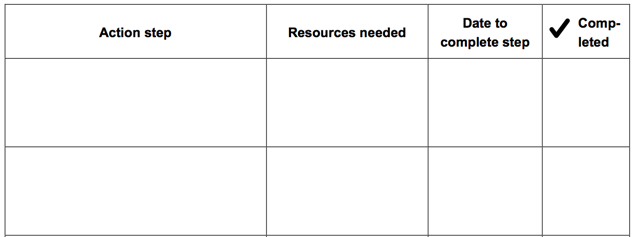 Action step
Resources needed
Date to
complete step
✓ Comp-
leted